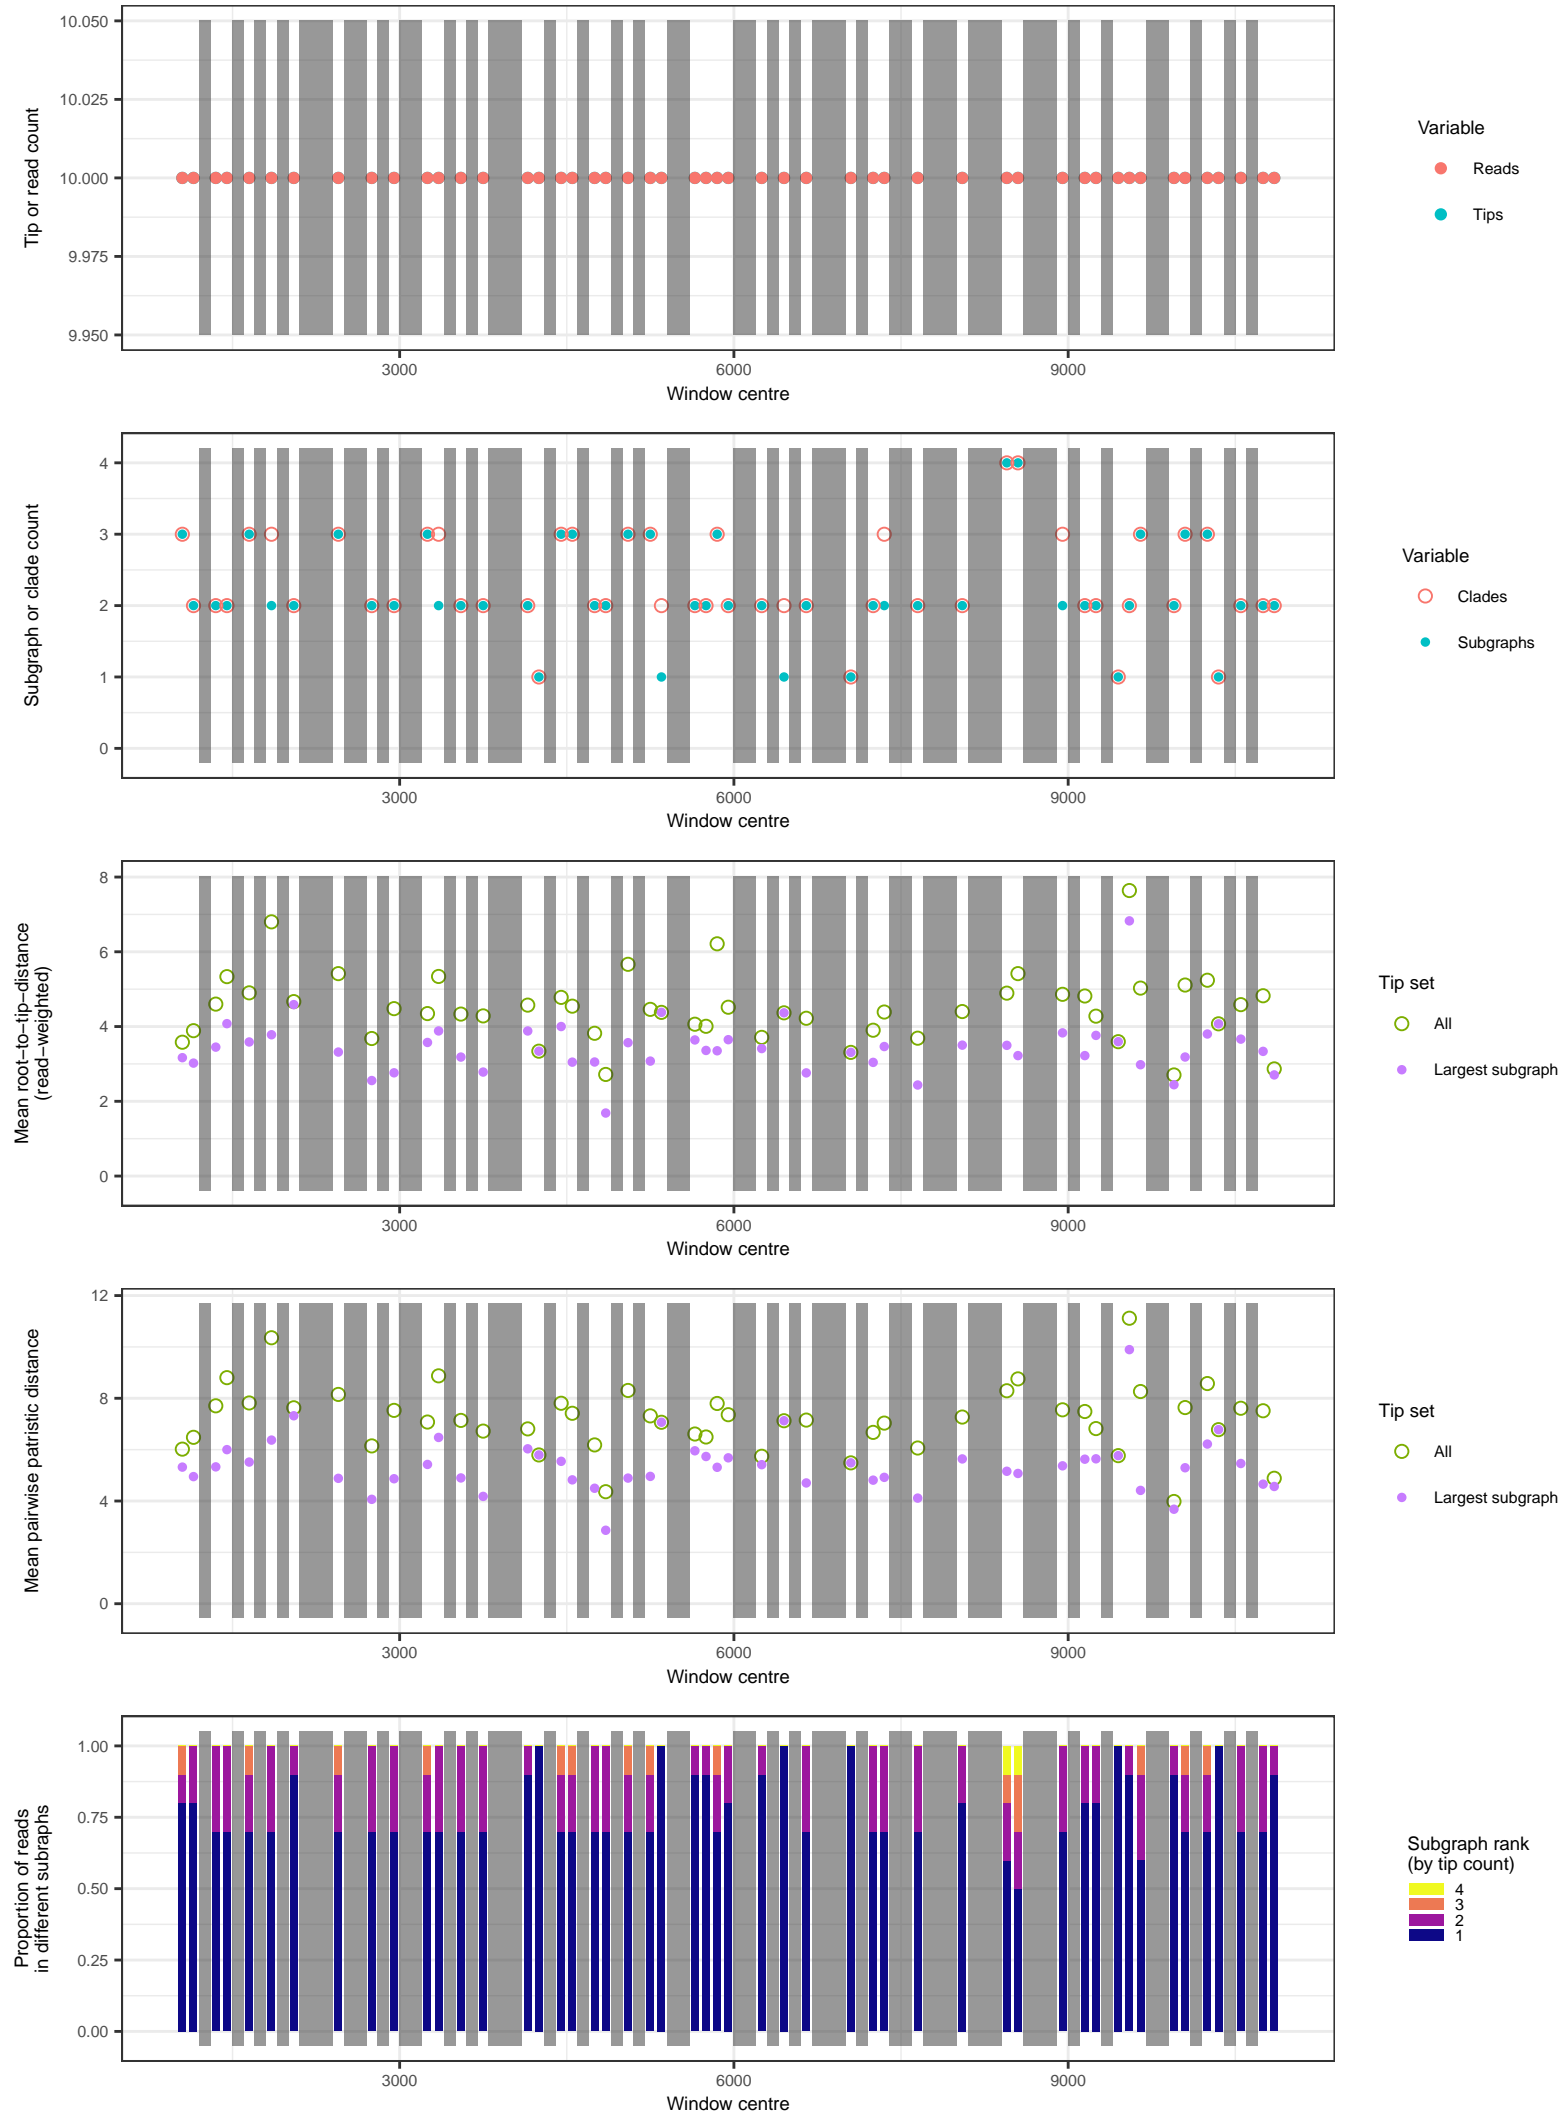 10.050
10.025
10.000
9.975
9.950
Tip or read count
3000
6000
9000
Window centre
Variable
Reads
Tips
4
3
2
1
0
Subgraph or clade count
3000
6000
9000
Window centre
Variable
Clades
Subgraphs
8
6
4
2
0
Mean root−to−tip−distance
(read−weighted)
3000
6000
9000
Window centre
Tip set
All
Largest subgraph
12
8
4
0
Mean pairwise patristic distance
3000
6000
9000
Window centre
Tip set
All
Largest subgraph
1.00
0.75
0.50
0.25
0.00
Proportion of reads
in different subraphs
3000
6000
9000
Window centre
Subgraph rank
(by tip count)
4
3
2
1